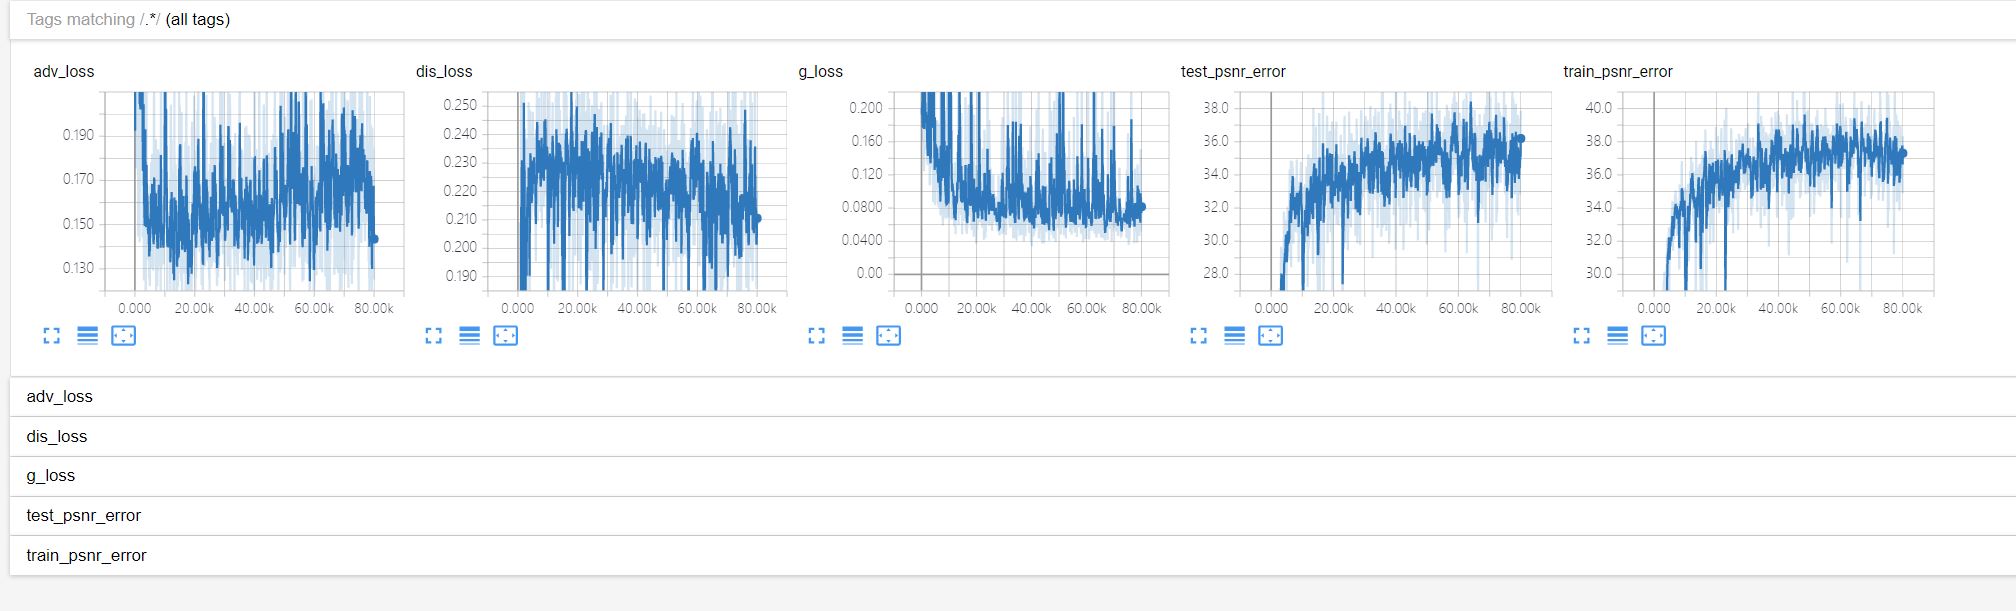 Tags matching /.*/ (all tags)
adv_loss
0.190
0.170
0.150
0.130
0.000 20.00k 40.00k 60.00k 80.00k
dis_loss
0.250
0.240
0.230
0.220
0.210
0.200
0.190
0.000 20.00k 40.00k 60.00k 80.00k
g_loss
0.200
0.160
0.120
0.0800
0.0400
0.00
0.000 20.00k 40.00k 60.00k 80.00k
test_psnr_error
38.0
36.0
34.0
32.0
30.0
28.0
0.000 20.00k 40.00k 60.00k 80.00k
train_psnr_error
40.0
38.0
36.0
34.0
32.0
30.0
0.000 20.00k 40.00k 60.00k 80.00k
adv_loss
dis_loss
g_loss
test_psnr_error
train_psnr_error